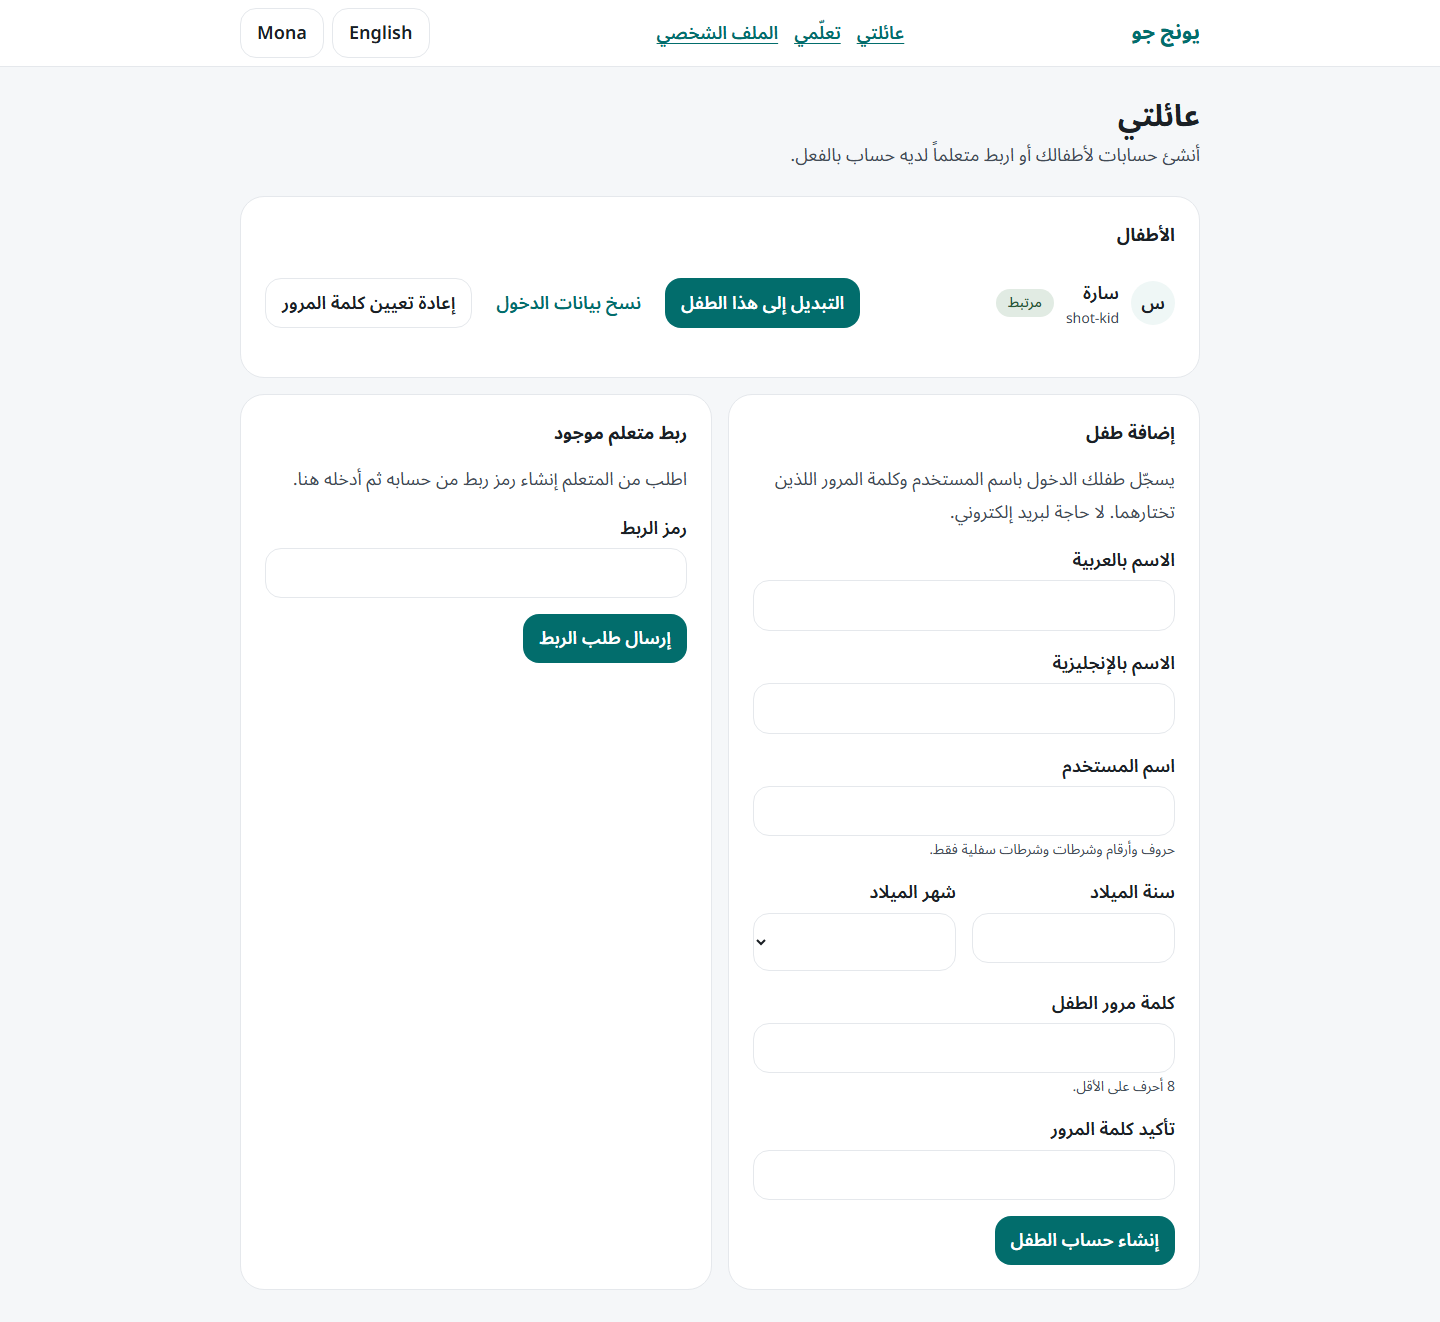 يونج جو
عائلتي تعلّمي الملف الشخصي
English Mona
عائلتي
أنشئ حسابات لأطفالك أو اربط متعلماً لديه حساب بالفعل.
الأطفال
س
سارة
shot-kid
مرتبط
التبديل إلى هذا الطفل
نسخ بيانات الدخول
إعادة تعيين كلمة المرور
إضافة طفل
يسجّل طفلك الدخول باسم المستخدم وكلمة المرور اللذين
تختارهما. لا حاجة لبريد إلكتروني.
الاسم بالعربية
الاسم بالإنجليزية
اسم المستخدم
حروف وأرقام وشرطات وشرطات سفلية فقط.
سنة الميلاد
شهر الميلاد
كلمة مرور الطفل
8 أحرف على الأقل.
تأكيد كلمة المرور
إنشاء حساب الطفل
ربط متعلم موجود
اطلب من المتعلم إنشاء رمز ربط من حسابه ثم أدخله هنا.
رمز الربط
إرسال طلب الربط